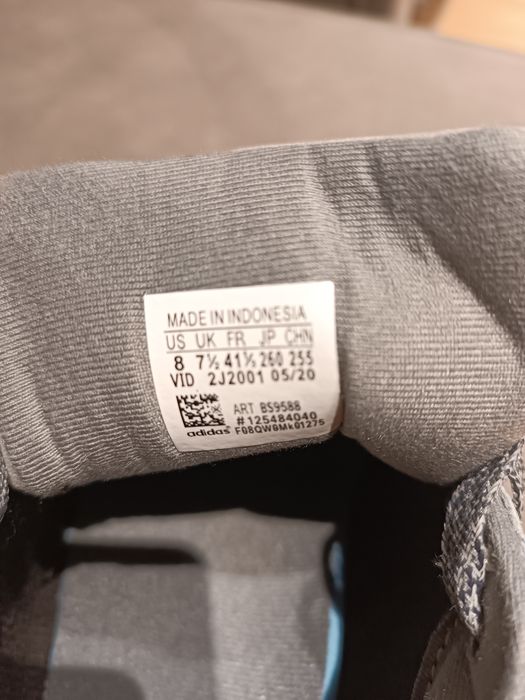 MADE IN INDONESIA
US UK FR JP CHN
8 7½ 41⅓ 260 255
VID 2J2001 05/20
ART BS9588
#125484040
adidas® F08QW8Mk01275